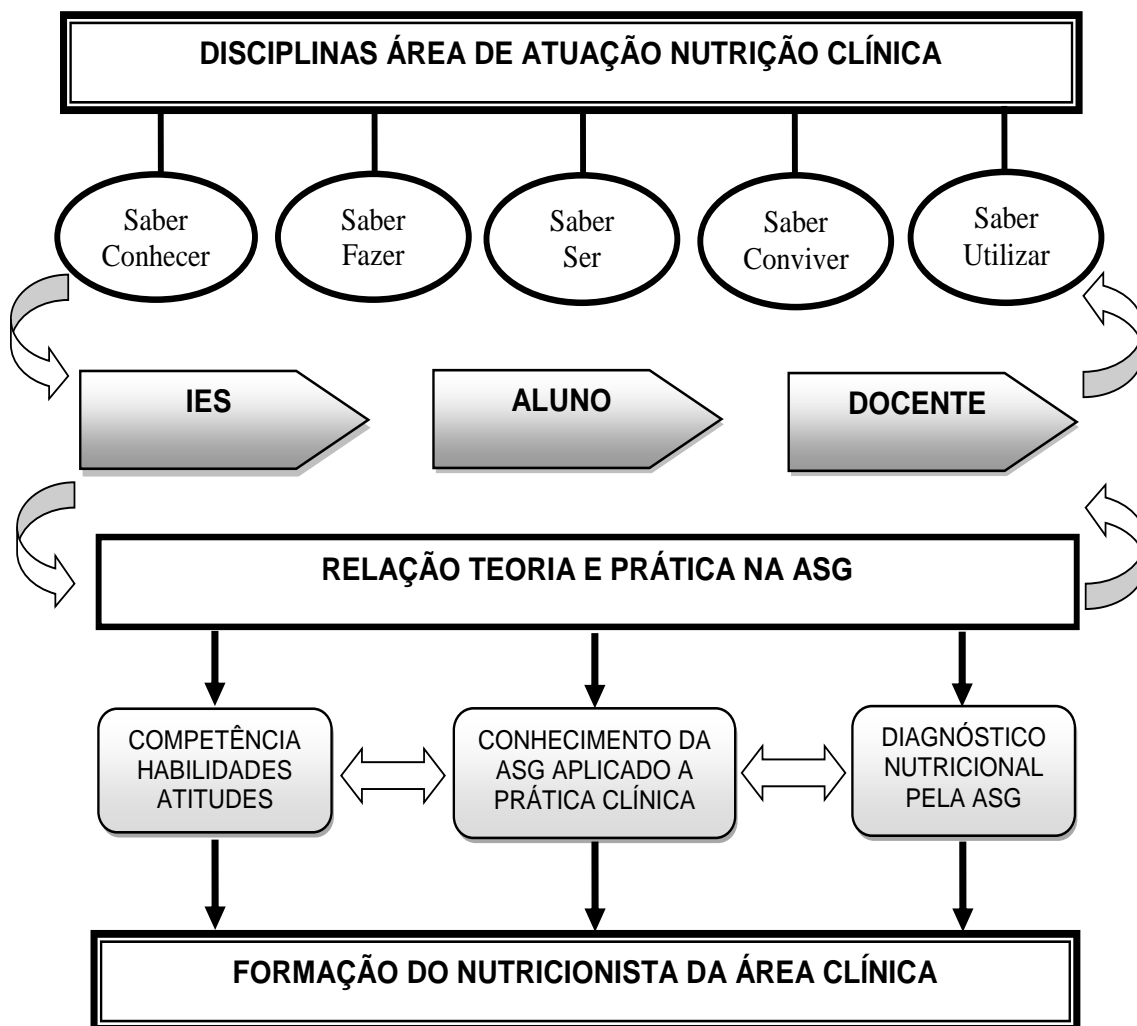 DISCIPLINAS ÁREA DE ATUAÇÃO NUTRIÇÃO CLÍNICA
Saber
Conhecer
Saber
Fazer
Saber
Ser
Saber
Conviver
Saber
Utilizar
IES
ALUNO
DOCENTE
RELAÇÃO TEORIA E PRÁTICA NA ASG
COMPETÊNCIA
HABILIDADES
ATITUDES
CONHECIMENTO DA
ASG APLICADO A
PRÁTICA CLÍNICA
DIAGNÓSTICO
NUTRICIONAL
PELA ASG
FORMAÇÃO DO NUTRICIONISTA DA ÁREA CLÍNICA